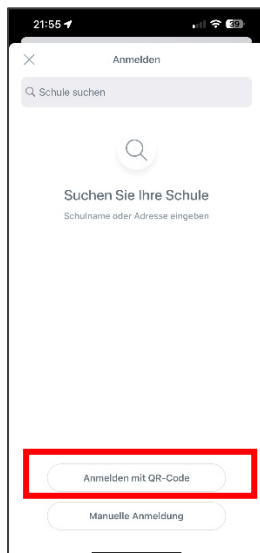 21:55
39
Anmelden
Schule suchen
Suchen Sie Ihre Schule
Schulname oder Adresse eingeben
Anmelden mit QR-Code
Manuelle Anmeldung